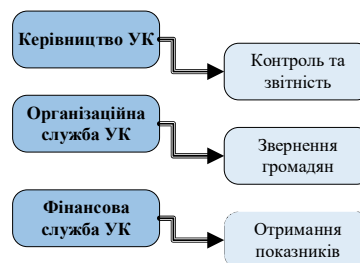 Керівництво УК
Контроль та
звітність
Організаційна
служба УК
Звернення
громадян
Фінансова
служба УК
Отримання
показників